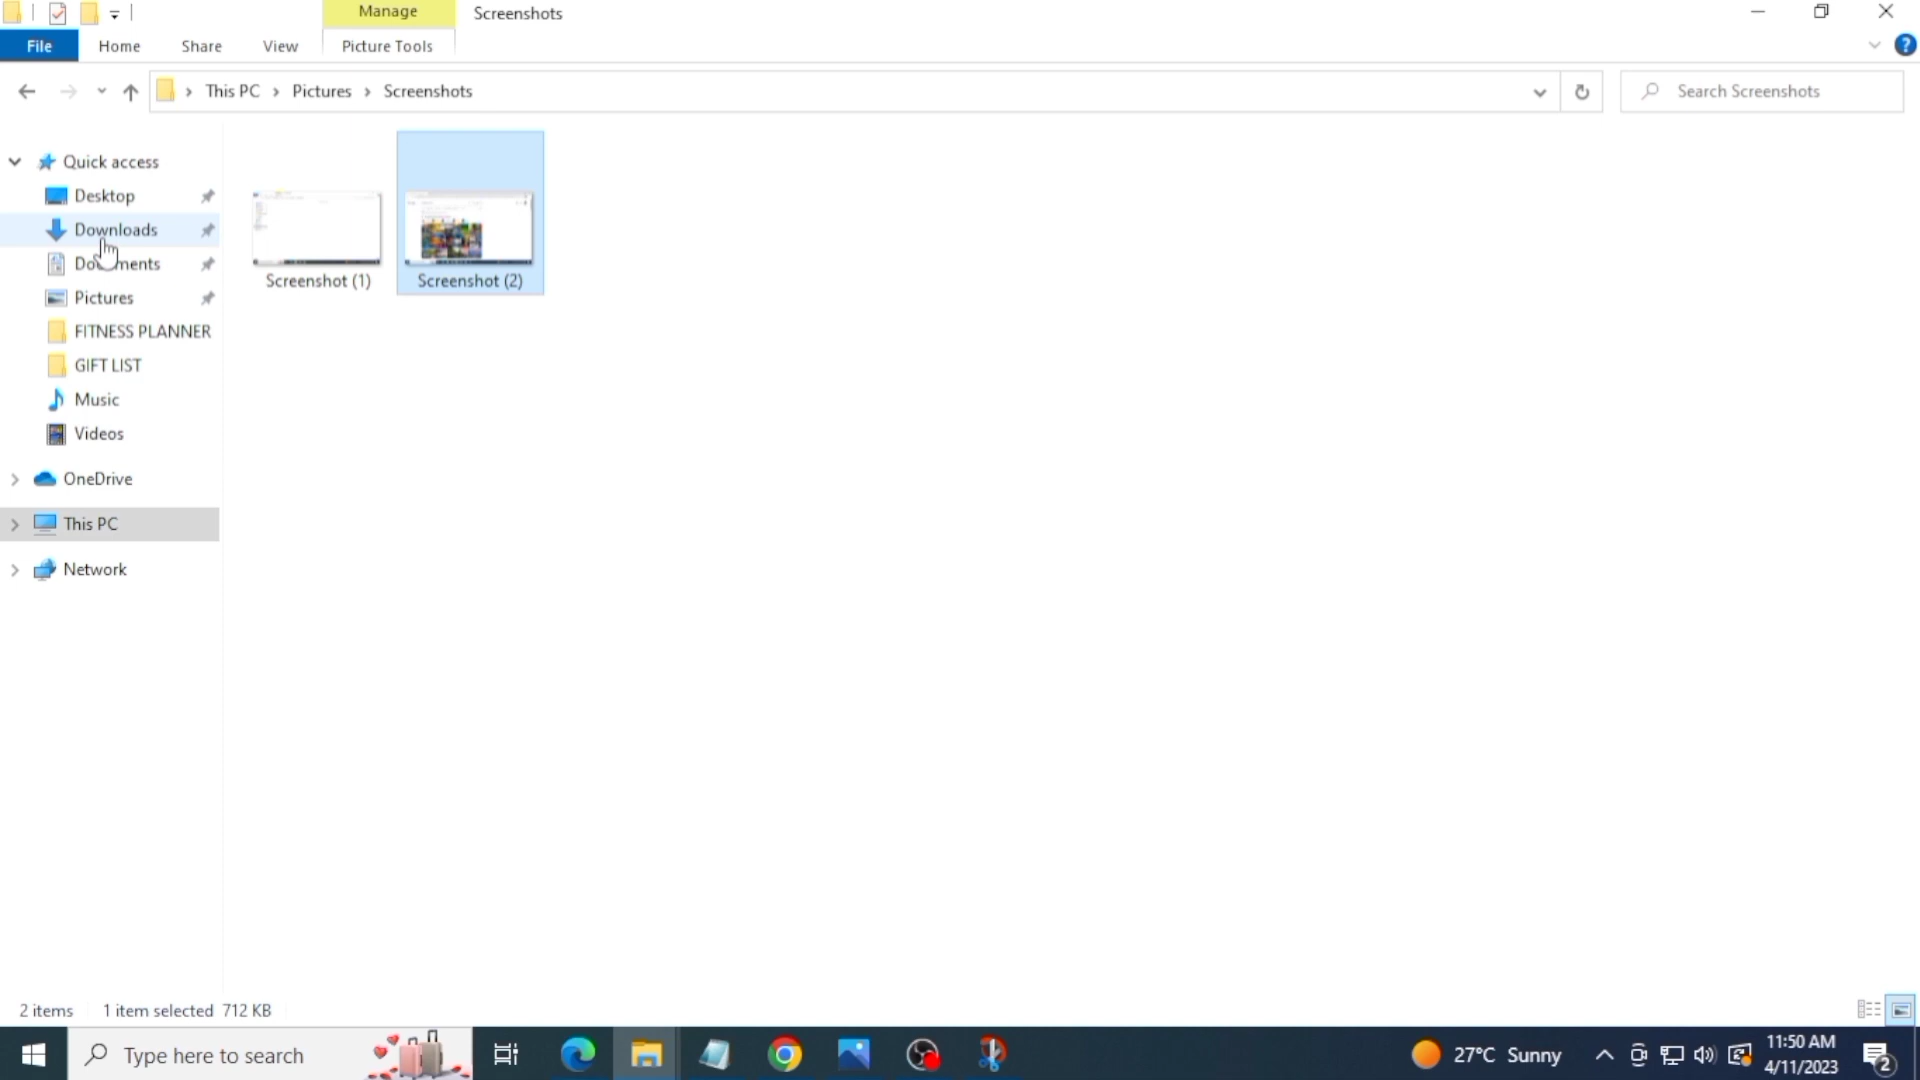 Manage
Screenshots
File
Home
Share
View
Picture Tools
This PC
Pictures
Screenshots
Search Screenshots
Quick access
Desktop
Downloads
Documents
Pictures
FITNESS PLANNER
GIFT LIST
Music
Videos
OneDrive
This PC
Network
Screenshot (1)
Screenshot (2)
2 items
1 item selected 712 KB
Type here to search
27°C Sunny
11:50 AM
4/11/2023
2